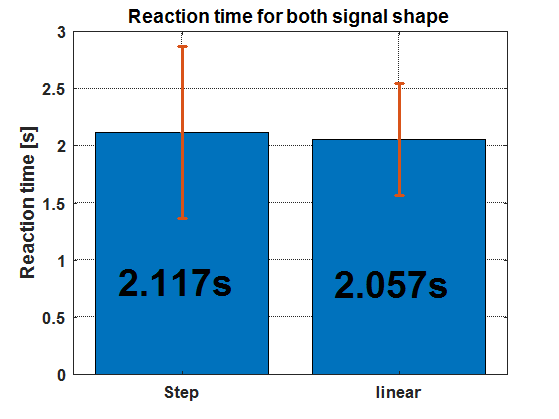 Reaction time for both signal shape
Reaction time [s]
3
2.5
2
1.5
1
0.5
0
2.117s
2.057s
Step
linear